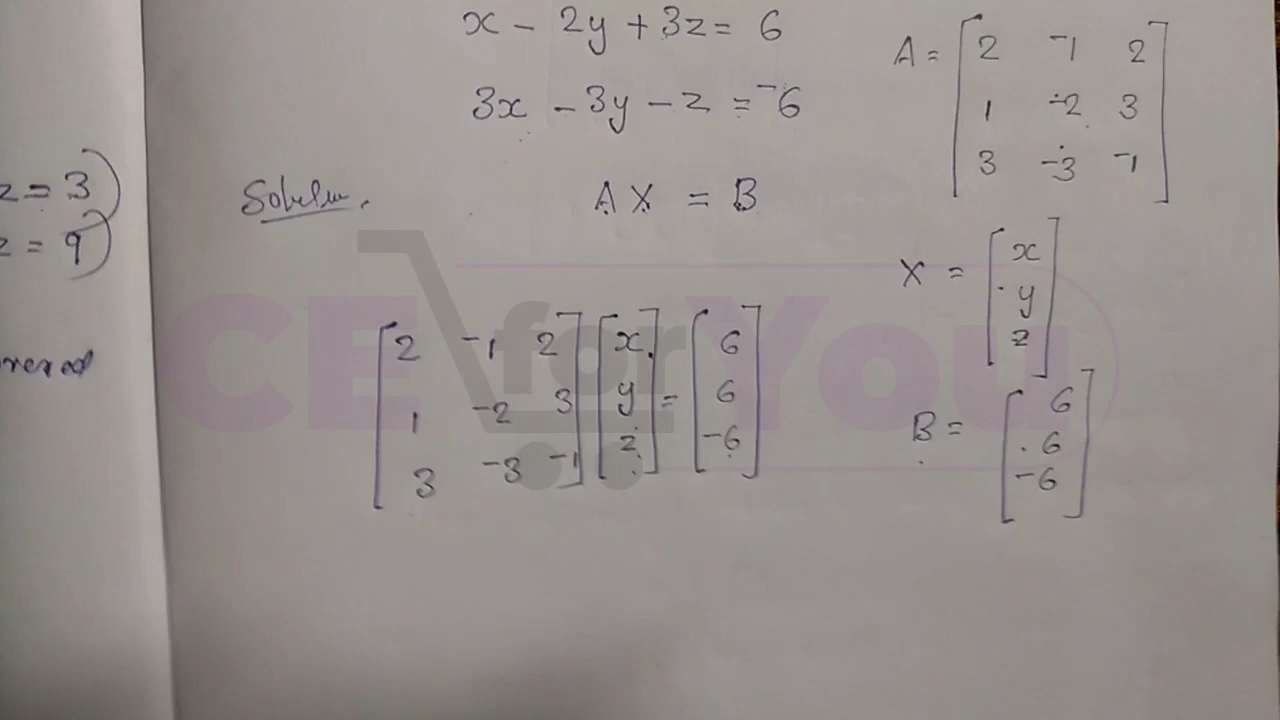 x - 2y + 3z = 6
3x - 3y - z = -6
z = 3)
z = 9)
Soluln.
AX = B
[2 -1 2] [x] = [6]
[1 -2 3] [y] [6]
[3 -3 -1] [z] [-6]
A = [2 -1 2]
[1 -2 3]
[3 -3 -1]
X = [x]
[y]
[z]
B = [6]
[6]
[-6]
CE for You